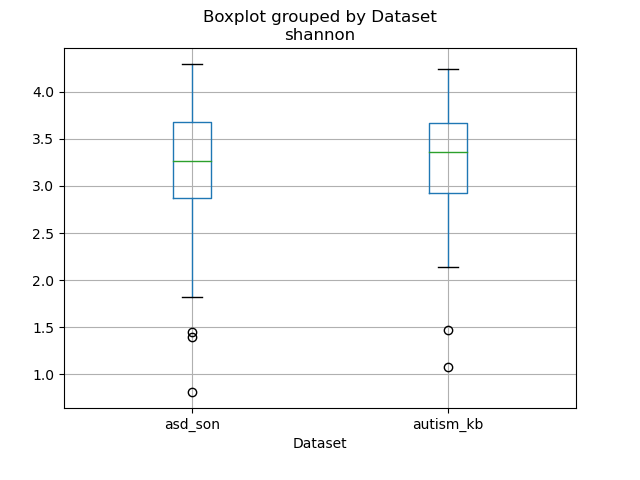 Boxplot grouped by Dataset
shannon
4.0
3.5
3.0
2.5
2.0
1.5
1.0
asd_son
autism_kb
Dataset